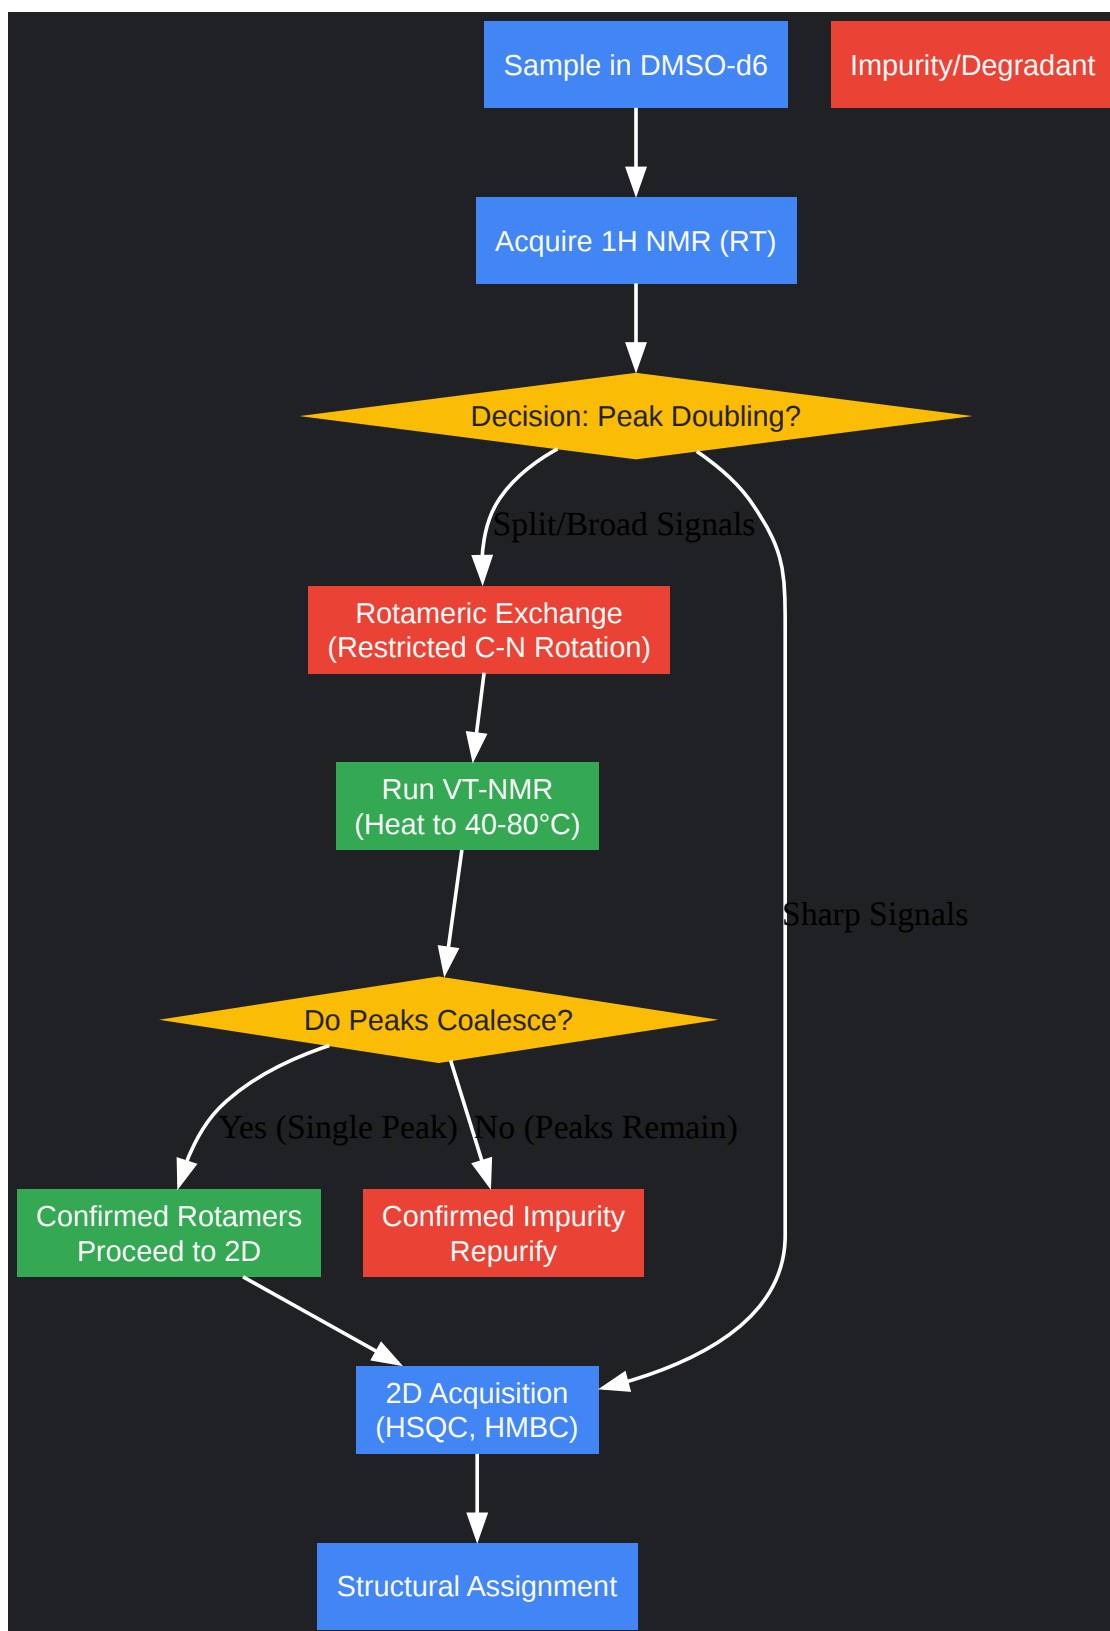 Sample in DMSO-d6
Impurity/Degradant
Acquire 1H NMR (RT)
Decision: Peak Doubling?
Split/Broad Signals
Rotameric Exchange
(Restricted C-N Rotation)
Run VT-NMR
(Heat to 40-80°C)
Sharp Signals
Do Peaks Coalesce?
Yes (Single Peak)
No (Peaks Remain)
Confirmed Rotamers
Proceed to 2D
Confirmed Impurity
Repurify
2D Acquisition
(HSQC, HMBC)
Structural Assignment